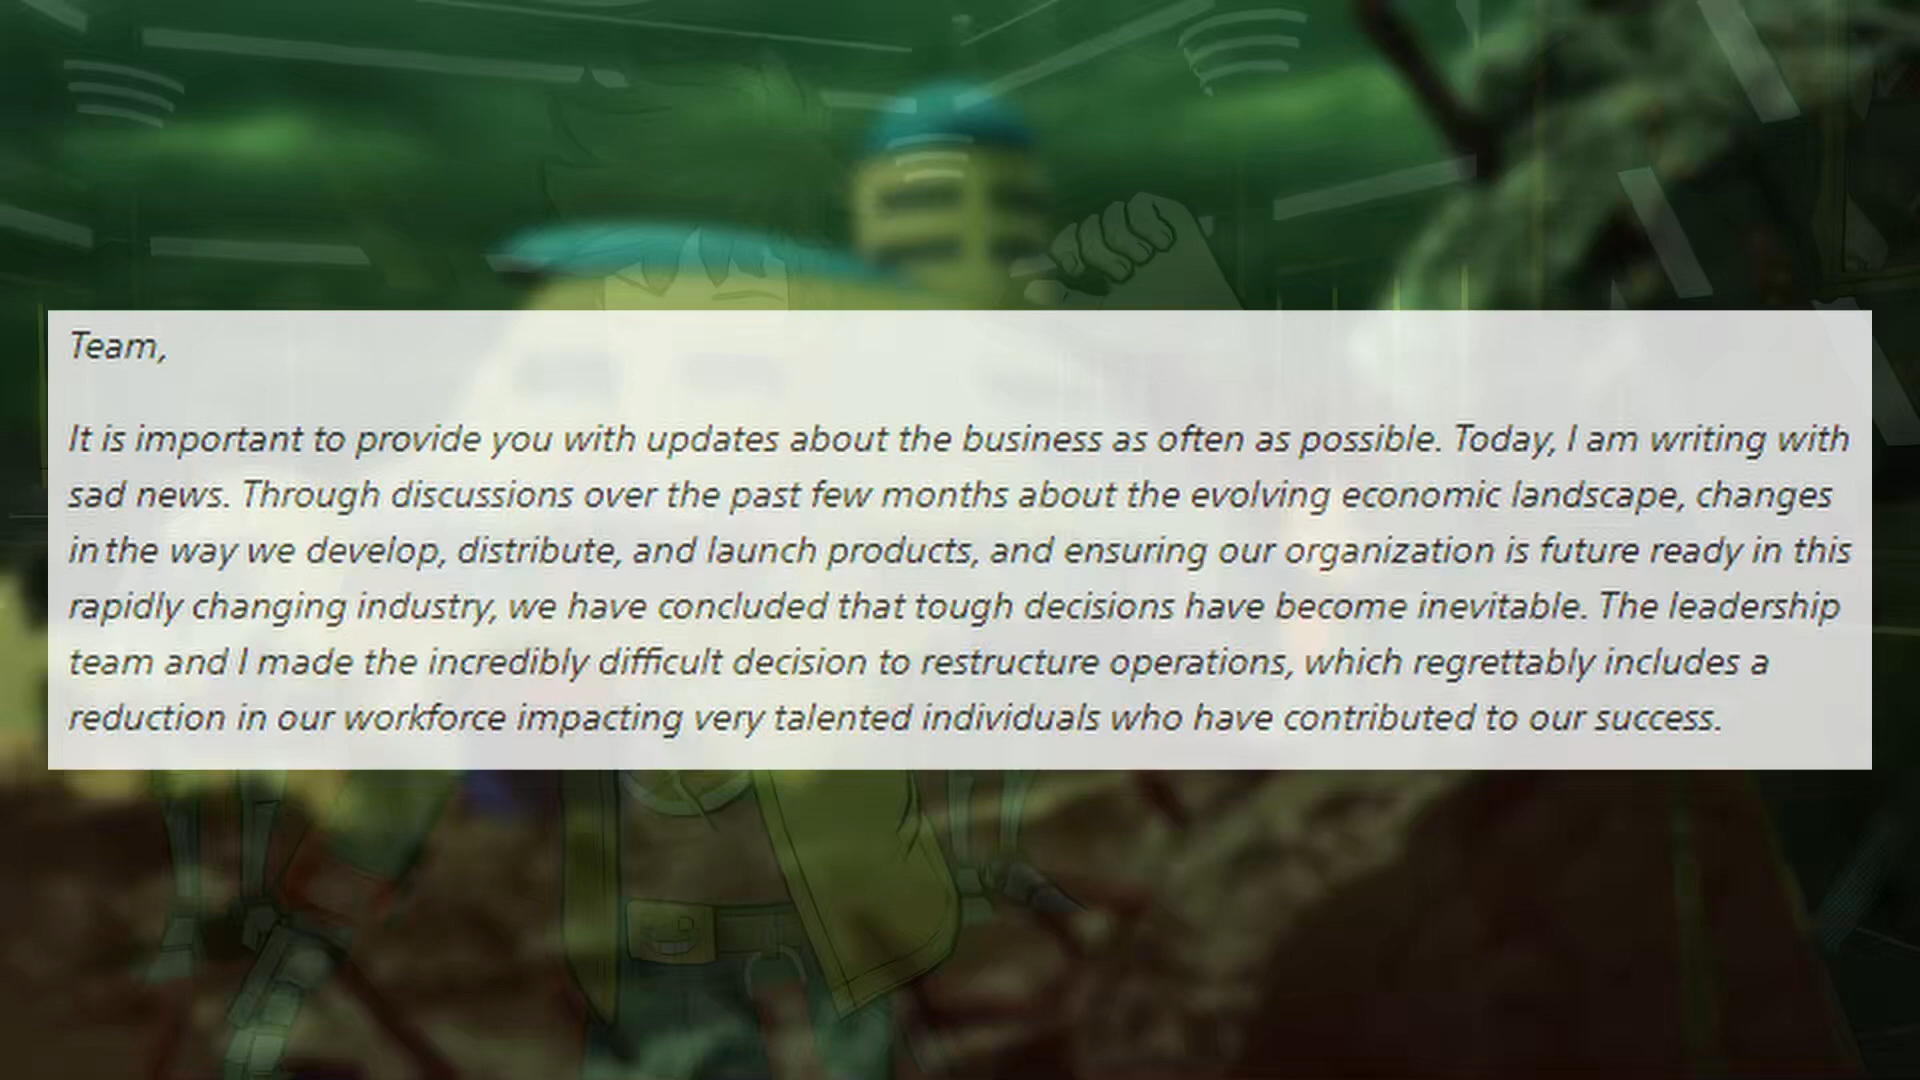 Team,
It is important to provide you with updates about the business as often as possible. Today, I am writing with
sad news. Through discussions over the past few months about the evolving economic landscape, changes
in the way we develop, distribute, and launch products, and ensuring our organization is future ready in this
rapidly changing industry, we have concluded that tough decisions have become inevitable. The leadership
team and I made the incredibly difficult decision to restructure operations, which regrettably includes a
reduction in our workforce impacting very talented individuals who have contributed to our success.